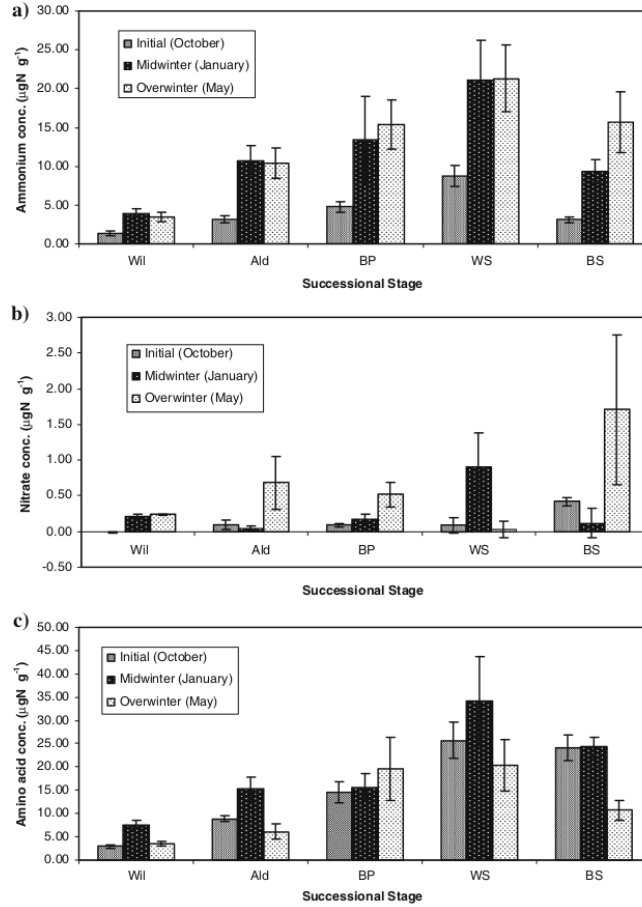 a)
30.00
25.00
20.00
15.00
10.00
5.00
0.00
Ammonium conc. (µgN g⁻¹)
Initial (October)
Midwinter (January)
Overwinter (May)
Wil Ald BP WS BS
Successional Stage
b)
3.00
2.50
2.00
1.50
1.00
0.50
0.00
-0.50
Nitrate conc. (µgN g⁻¹)
Initial (October)
Midwinter (January)
Overwinter (May)
Wil Ald BP WS BS
Successional Stage
c)
50.00
45.00
40.00
35.00
30.00
25.00
20.00
15.00
10.00
5.00
0.00
Amino acid conc. (µgN g⁻¹)
Initial (October)
Midwinter (January)
Overwinter (May)
Wil Ald BP WS BS
Successional Stage